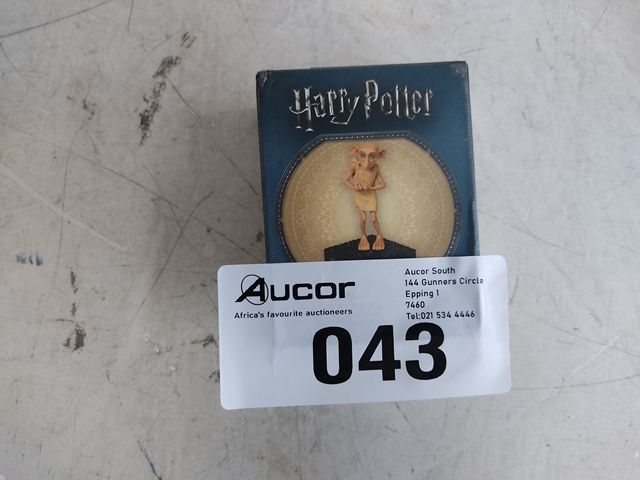 Harry Potter
Aucor
Africa's favourite auctioneers
Aucor South
144 Gunners Circle
Epping 1
7460
Tel:021 534 4446
043